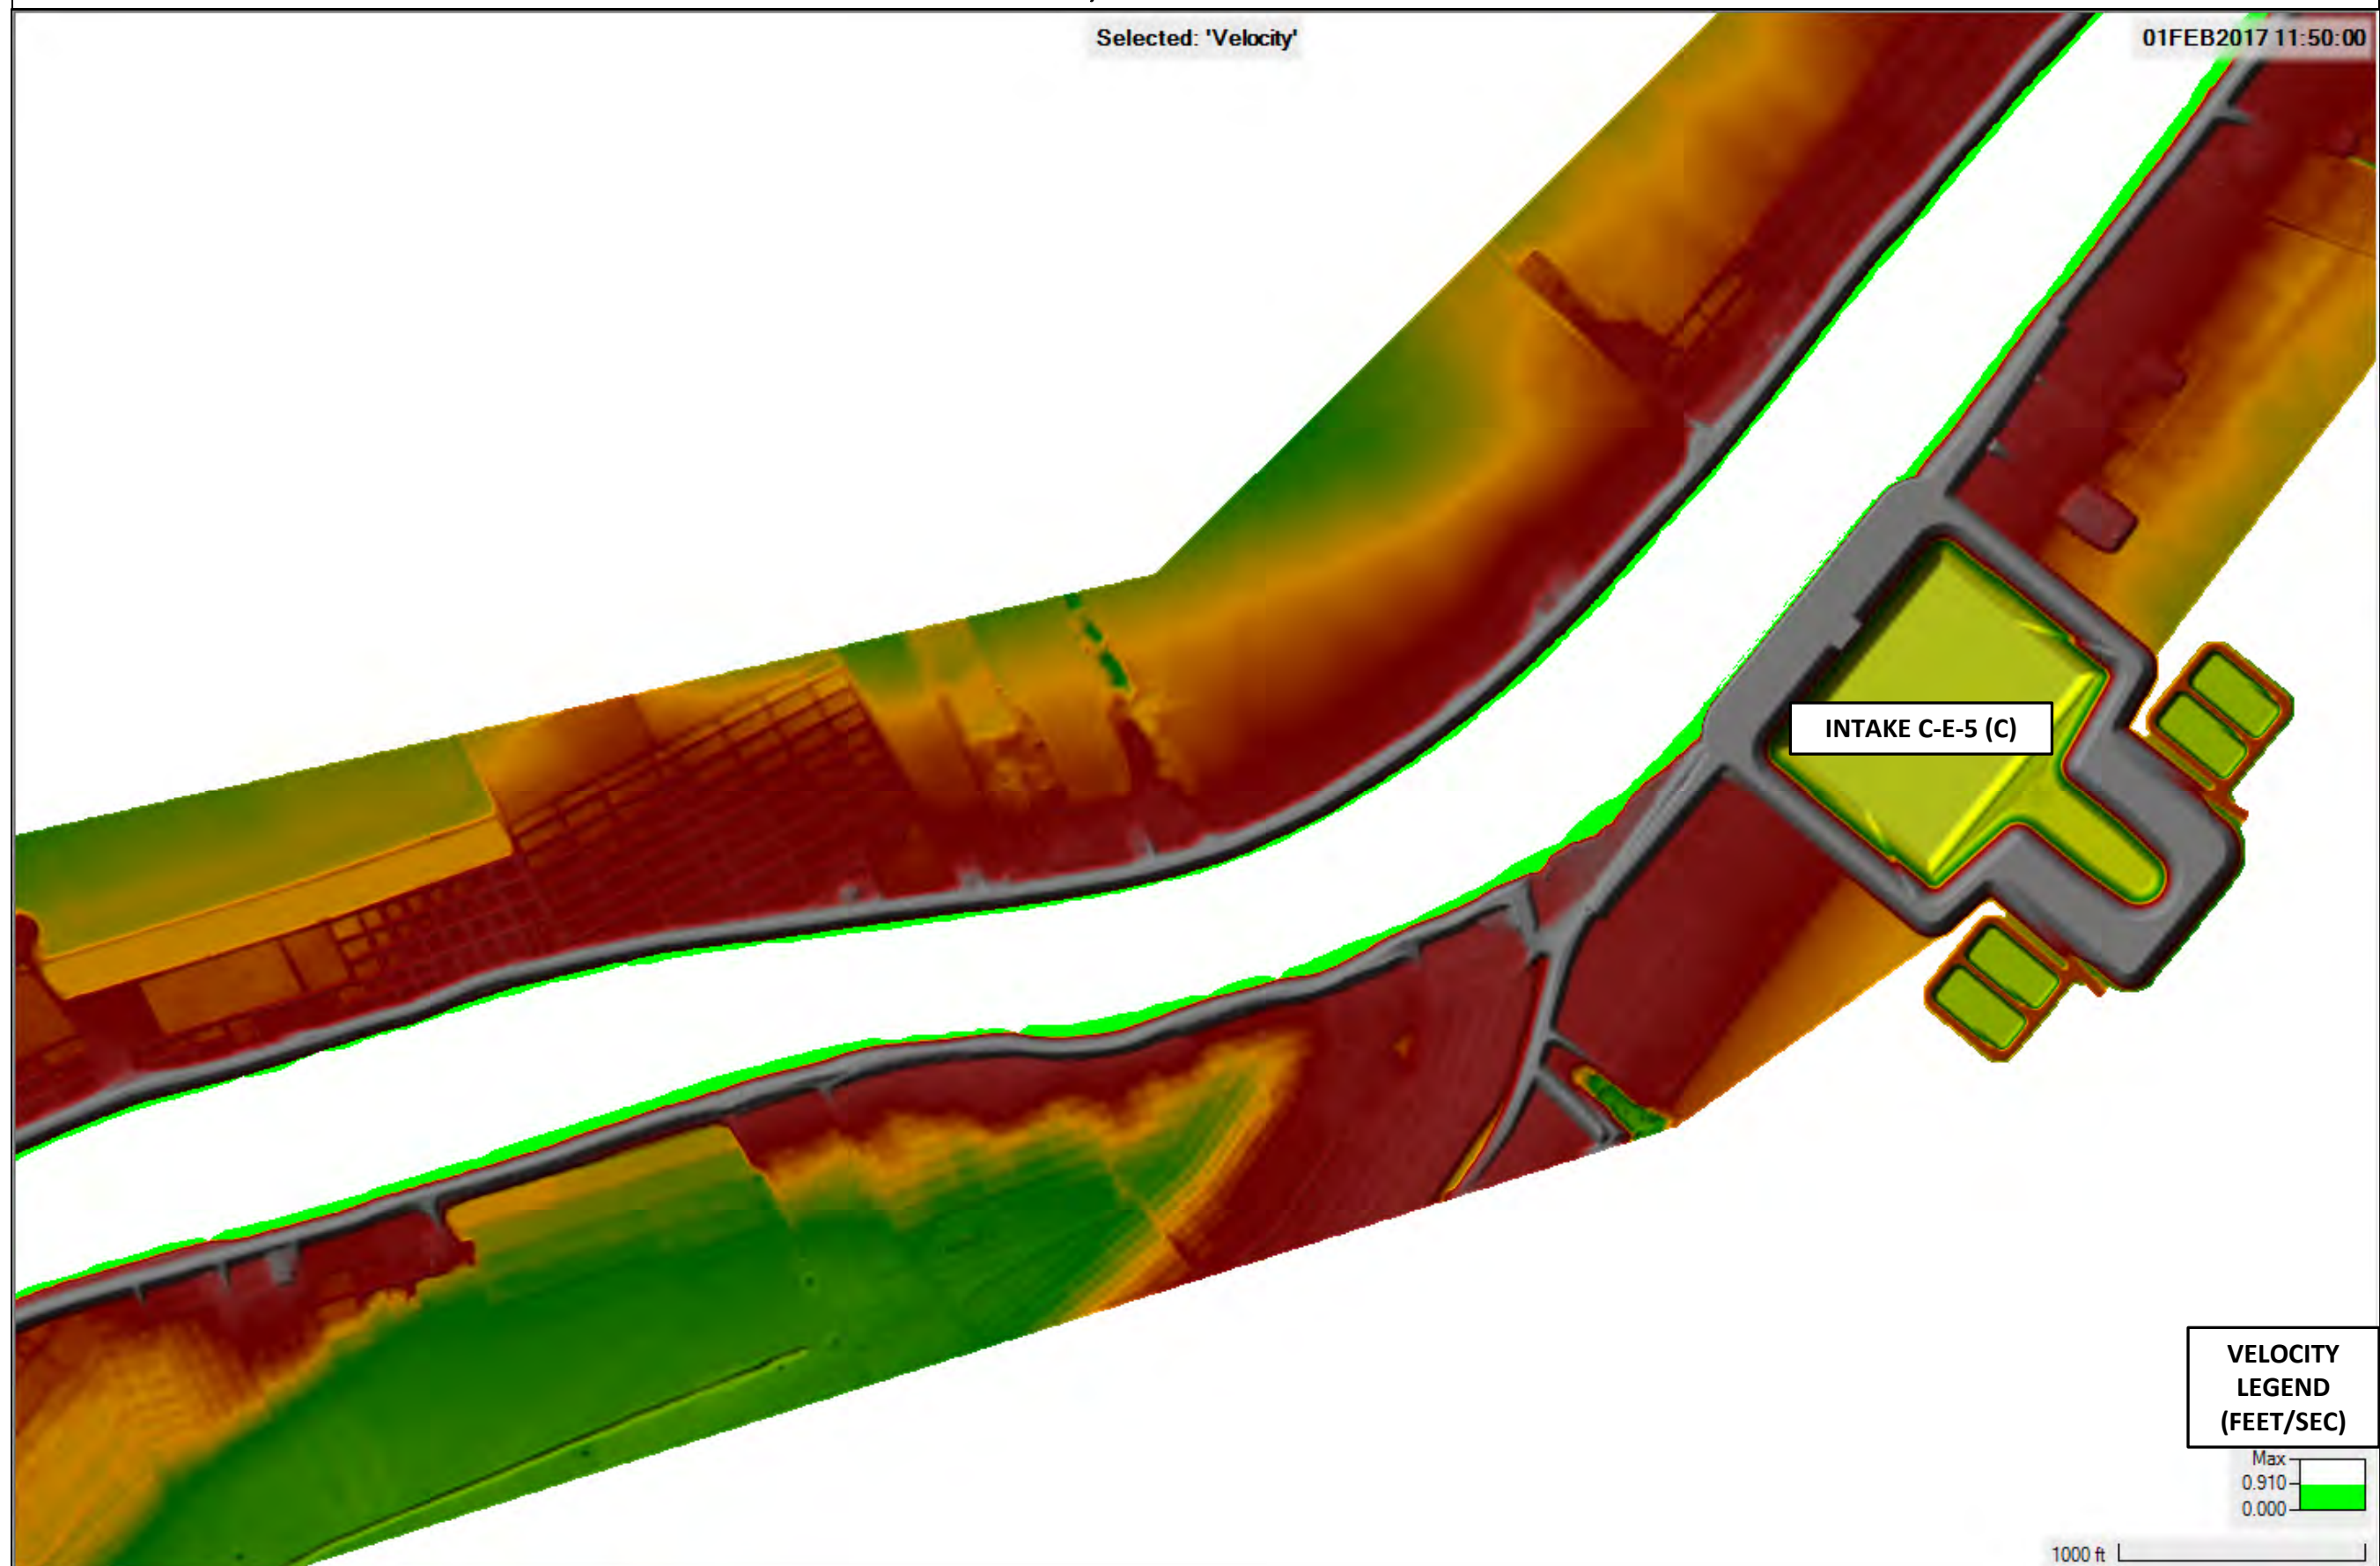 Selected: 'Velocity'
01FEB2017 11:50:00
INTAKE C-E-5 (C)
VELOCITY
LEGEND
(FEET/SEC)
Max
0.910
0.000
1000 ft